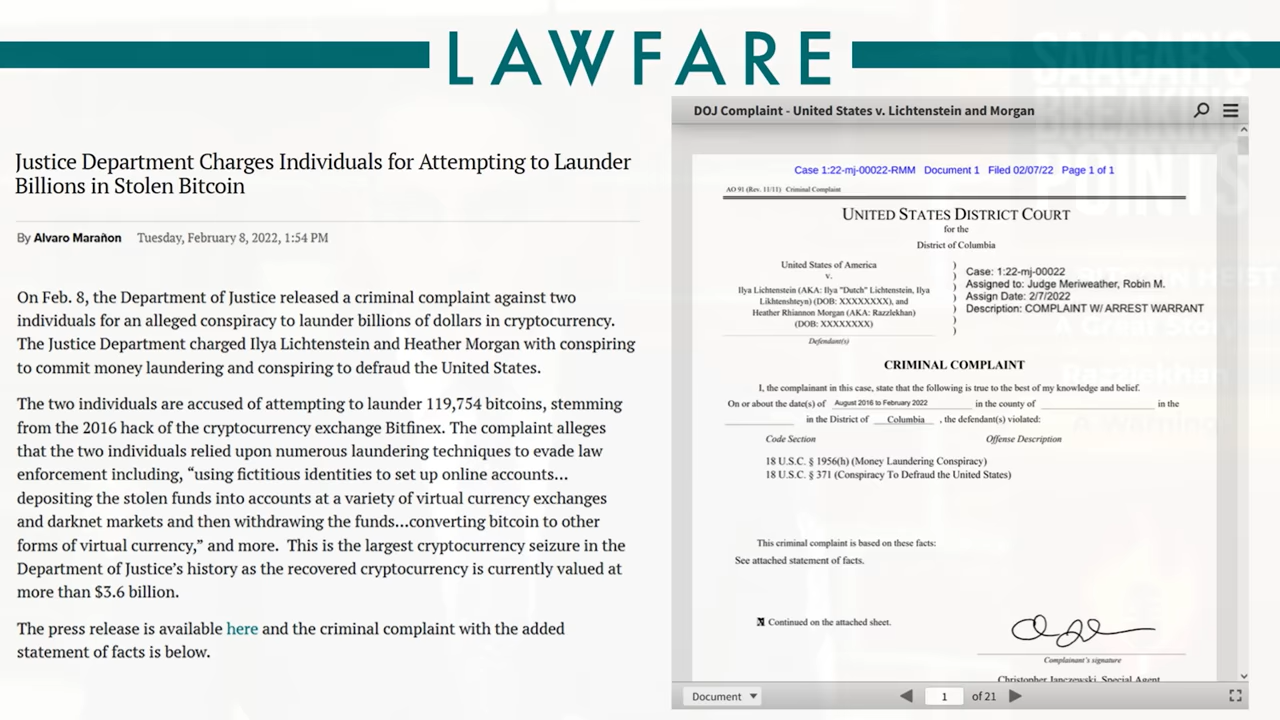 LAWFARE
SAAGAR'S
BREAKING
POINTS
Justice Department Charges Individuals for Attempting to Launder
Billions in Stolen Bitcoin
By Alvaro Marañon Tuesday, February 8, 2022, 1:54 PM
On Feb. 8, the Department of Justice released a criminal complaint against two
individuals for an alleged conspiracy to launder billions of dollars in cryptocurrency.
The Justice Department charged Ilya Lichtenstein and Heather Morgan with conspiring
to commit money laundering and conspiring to defraud the United States.
The two individuals are accused of attempting to launder 119,754 bitcoins, stemming
from the 2016 hack of the cryptocurrency exchange Bitfinex. The complaint alleges
that the two individuals relied upon numerous laundering techniques to evade law
enforcement including, “using fictitious identities to set up online accounts…
depositing the stolen funds into accounts at a variety of virtual currency exchanges
and darknet markets and then withdrawing the funds…converting bitcoin to other
forms of virtual currency,” and more. This is the largest cryptocurrency seizure in the
Department of Justice’s history as the recovered cryptocurrency is currently valued at
more than $3.6 billion.
The press release is available here and the criminal complaint with the added
statement of facts is below.
DOJ Complaint - United States v. Lichtenstein and Morgan
Case 1:22-mj-00022-RMM Document 1 Filed 02/07/22 Page 1 of 1
AO 91 (Rev. 11/11) Criminal Complaint
UNITED STATES DISTRICT COURT
for the
District of Columbia
United States of America
v.
Ilya Lichtenstein (AKA: Ilya "Dutch" Lichtenstein, Ilya
Likhtenshteyn) (DOB: XXXXXXXX), and
Heather Rhiannon Morgan (AKA: Razzlekhan)
(DOB: XXXXXXXX)
Defendant(s)
)
)
)
)
)
)
Case: 1:22-mj-00022
Assigned to: Judge Meriweather, Robin M.
Assign Date: 2/7/2022
Description: COMPLAINT W/ ARREST WARRANT
HEIST
A Great Story
Razzlekhan
A Warning
CRIMINAL COMPLAINT
I, the complainant in this case, state that the following is true to the best of my knowledge and belief.
On or about the date(s) of August 2016 to February 2022 in the county of in the
in the District of Columbia , the defendant(s) violated:
Code Section Offense Description
18 U.S.C. § 1956(h) (Money Laundering Conspiracy)
18 U.S.C. § 371 (Conspiracy To Defraud the United States)
This criminal complaint is based on these facts:
See attached statement of facts.
Continued on the attached sheet.
Complainant's signature
Christopher Janczewski, Special Agent
Document 1 of 21